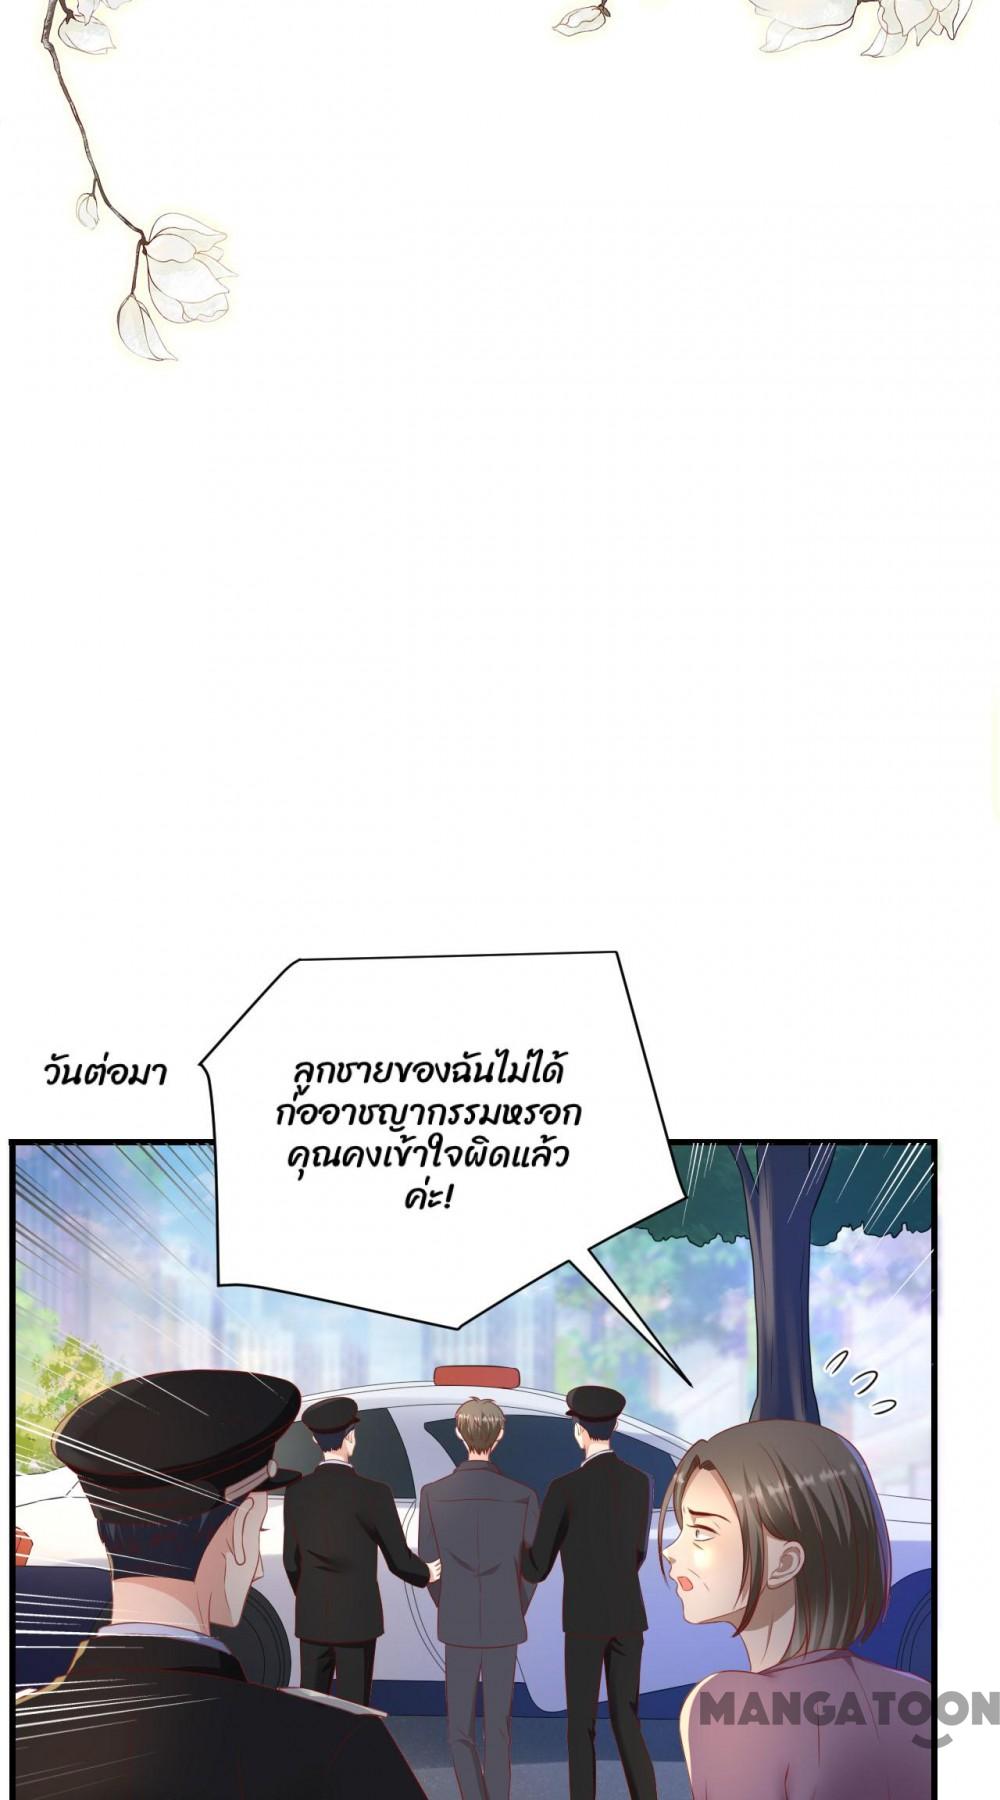 วันต่อมา
ลูกชายของฉันไม่ได้
ก่ออาชญากรรมหรอก
คุณคงเข้าใจผิดแล้ว
ค่ะ!
MANGATOON